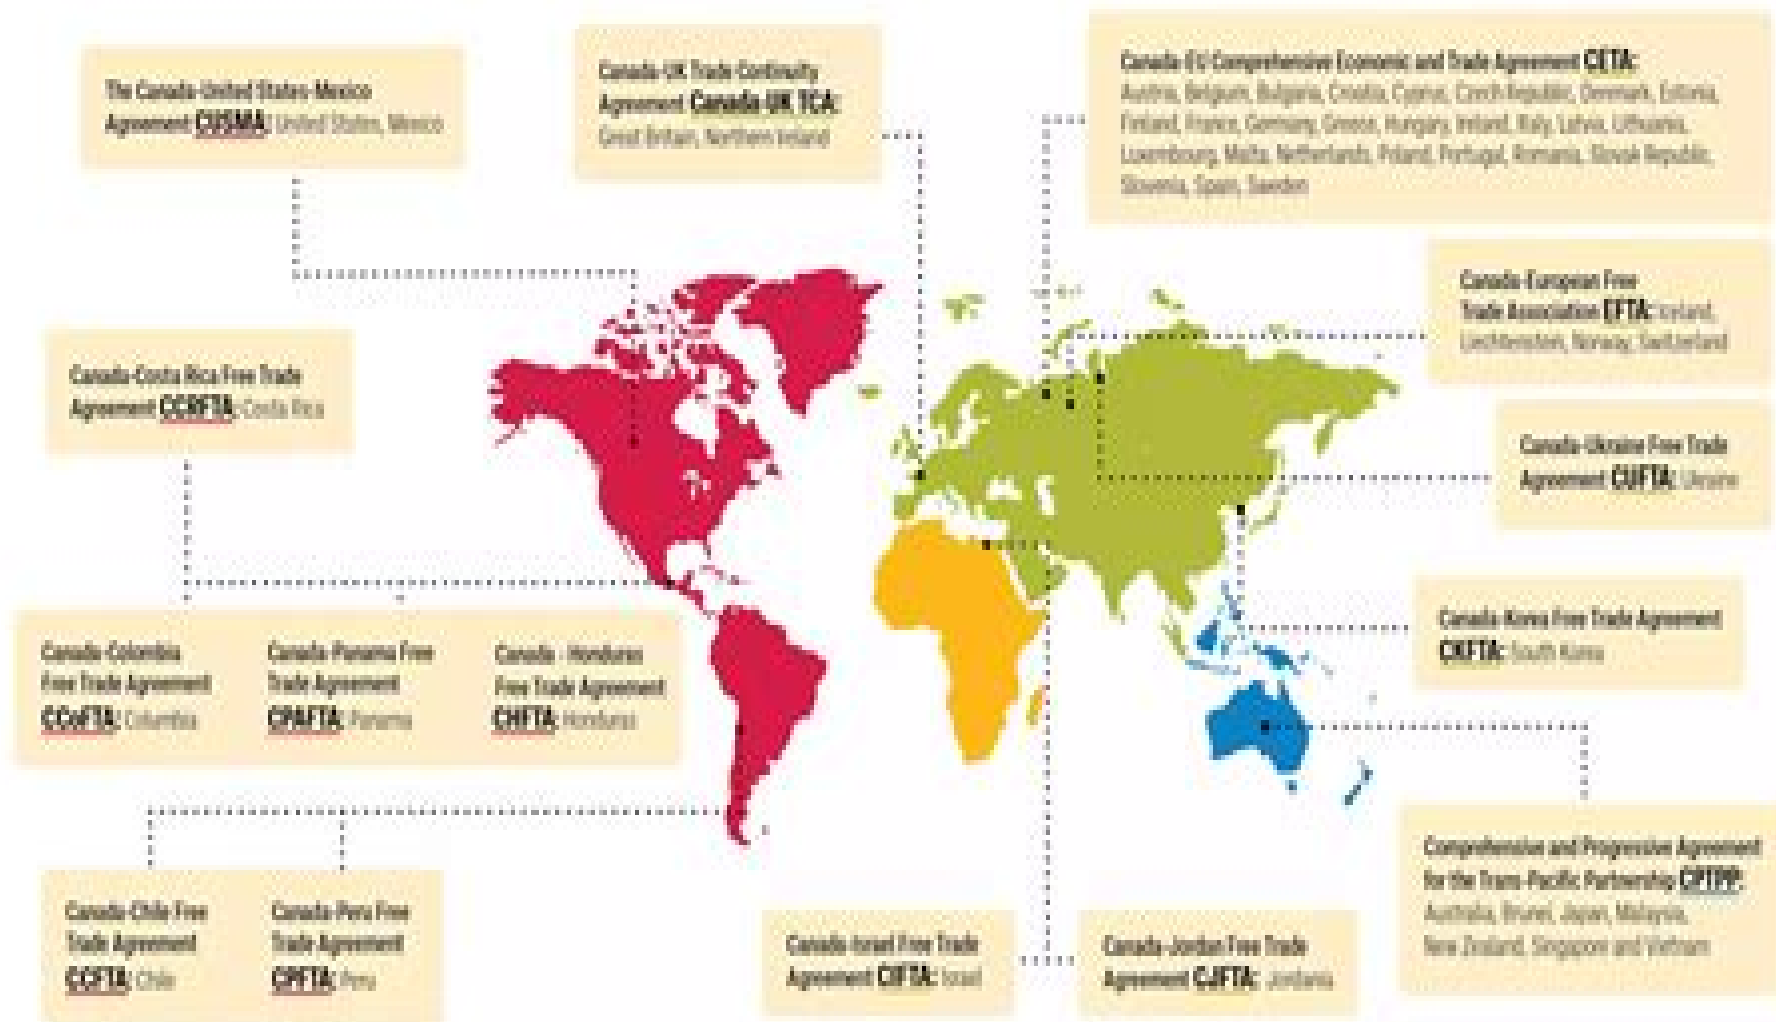 The Canada-United States-Mexico
Agreement CUSMA: United States, Mexico
Canada-UK Trade Continuity
Agreement Canada-UK TCA:
Great Britain, Northern Ireland
Canada-EU Comprehensive Economic and Trade Agreement CETA:
Austria, Belgium, Bulgaria, Croatia, Cyprus, Czech Republic, Denmark, Estonia,
Finland, France, Germany, Greece, Hungary, Ireland, Italy, Latvia, Lithuania,
Luxembourg, Malta, Netherlands, Poland, Portugal, Romania, Slovak Republic,
Slovenia, Spain, Sweden
Canada-European Free
Trade Association EFTA: Iceland,
Liechtenstein, Norway, Switzerland
Canada-Costa Rica Free Trade
Agreement CCRFTA: Costa Rica
Canada-Ukraine Free Trade
Agreement CUFTA: Ukraine
Canada-Korea Free Trade Agreement
CKFTA: South Korea
Canada-Colombia
Free Trade Agreement
CCoFTA: Columbia
Canada-Panama Free
Trade Agreement
CPAFTA: Panama
Canada - Honduras
Free Trade Agreement
CHFTA: Honduras
Canada-Chile Free
Trade Agreement
CCFTA: Chile
Canada-Peru Free
Trade Agreement
CPFTA: Peru
Canada-Israel Free Trade
Agreement CIFTA: Israel
Canada-Jordan Free Trade
Agreement CJFTA: Jordania
Comprehensive and Progressive Agreement
for the Trans-Pacific Partnership CPTPP:
Australia, Brunei, Japan, Malaysia,
New Zealand, Singapore and Vietnam